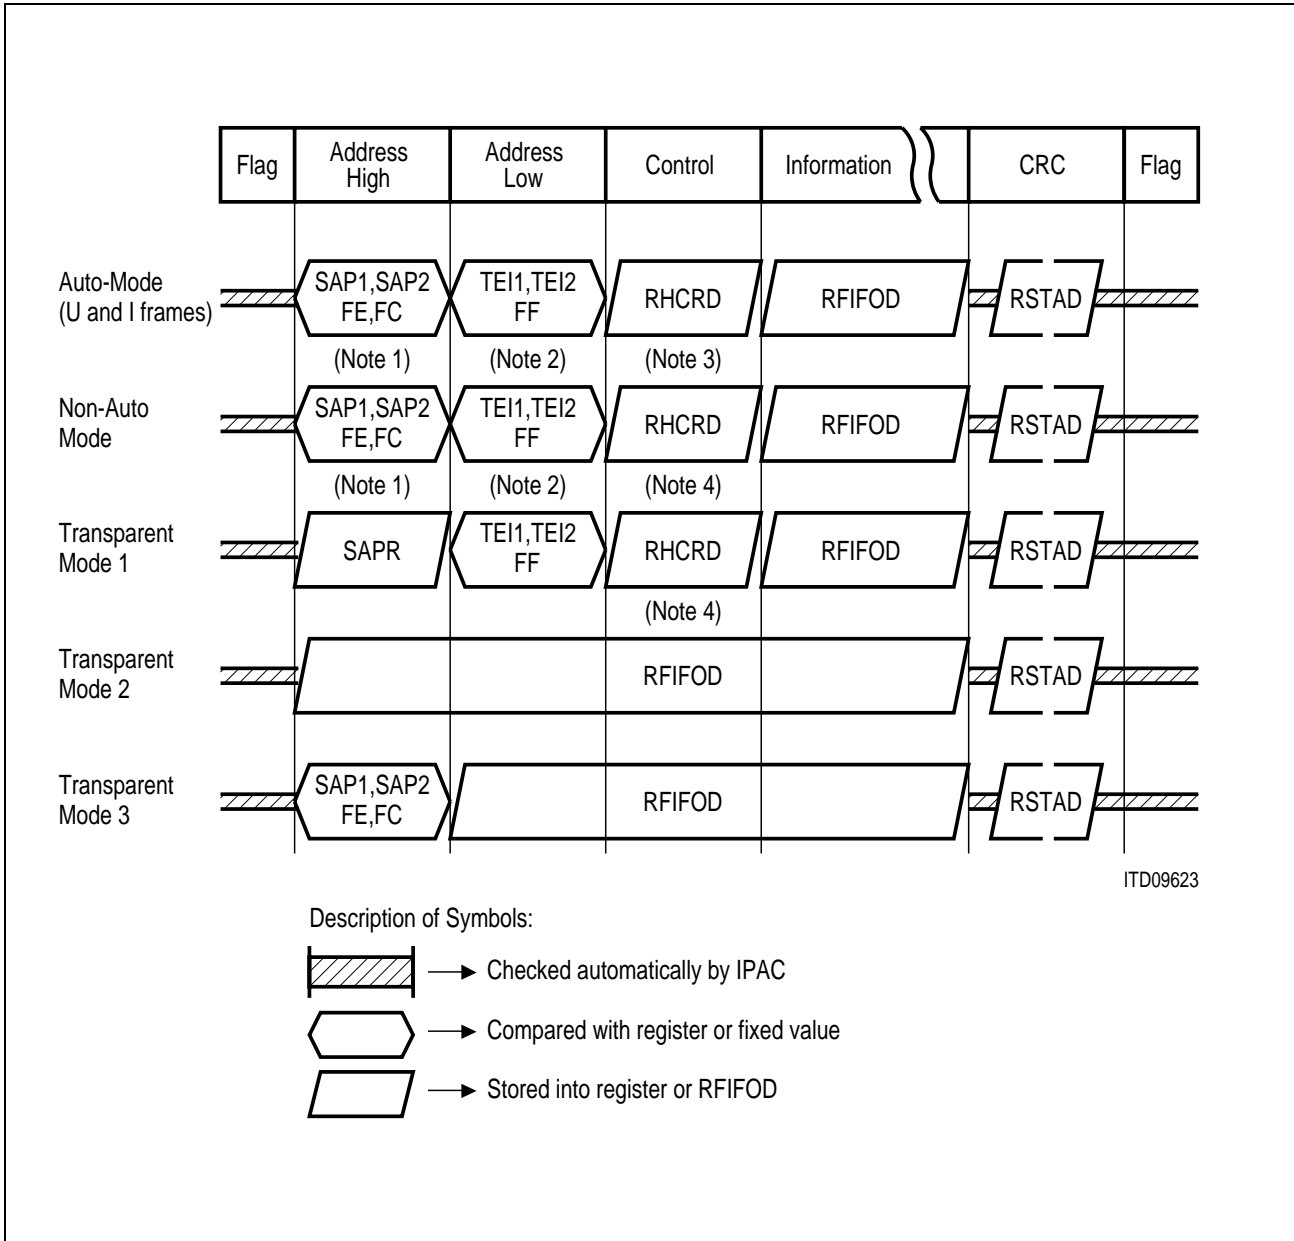 Flag Address High Address Low Control Information CRC Flag
Auto-Mode (U and I frames) SAP1,SAP2 FE,FC TEI1,TEI2 FF RHCRD RFIFOD RSTAD
(Note 1) (Note 2) (Note 3)
Non-Auto Mode SAP1,SAP2 FE,FC TEI1,TEI2 FF RHCRD RFIFOD RSTAD
(Note 1) (Note 2) (Note 4)
Transparent Mode 1 SAPR TEI1,TEI2 FF RHCRD RFIFOD RSTAD
(Note 4)
Transparent Mode 2 RFIFOD RSTAD
Transparent Mode 3 SAP1,SAP2 FE,FC RFIFOD RSTAD
ITD09623
Description of Symbols:
Checked automatically by IPAC
Compared with register or fixed value
Stored into register or RFIFOD